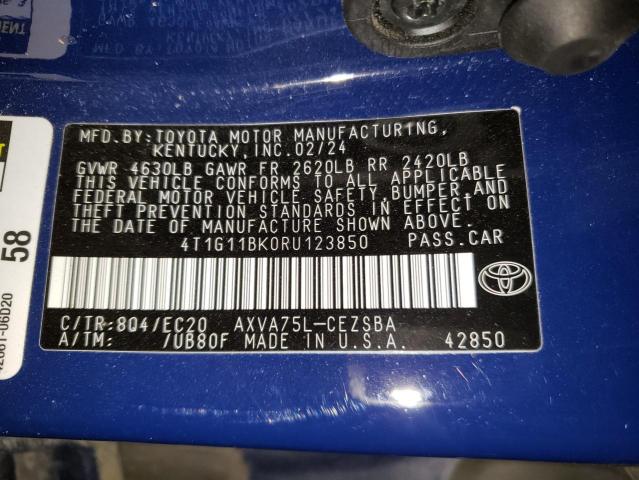 MFD.BY:TOYOTA MOTOR MANUFACTURING,
KENTUCKY,INC.02/24
GVWR 4630LB GAWR FR 2620LB RR 2420LB
THIS VEHICLE CONFORMS TO ALL APPLICABLE
FEDERAL MOTOR VEHICLE SAFETY,BUMPER AND
THEFT PREVENTION STANDARDS IN EFFECT ON
THE DATE OF MANUFACTURE SHOWN ABOVE.
4T1G11BK0RU123850 PASS.CAR
C/TR:8Q4/EC20 AXVA75L-CEZSBA
A/TM: /UB80F MADE IN U.S.A. 42850
58